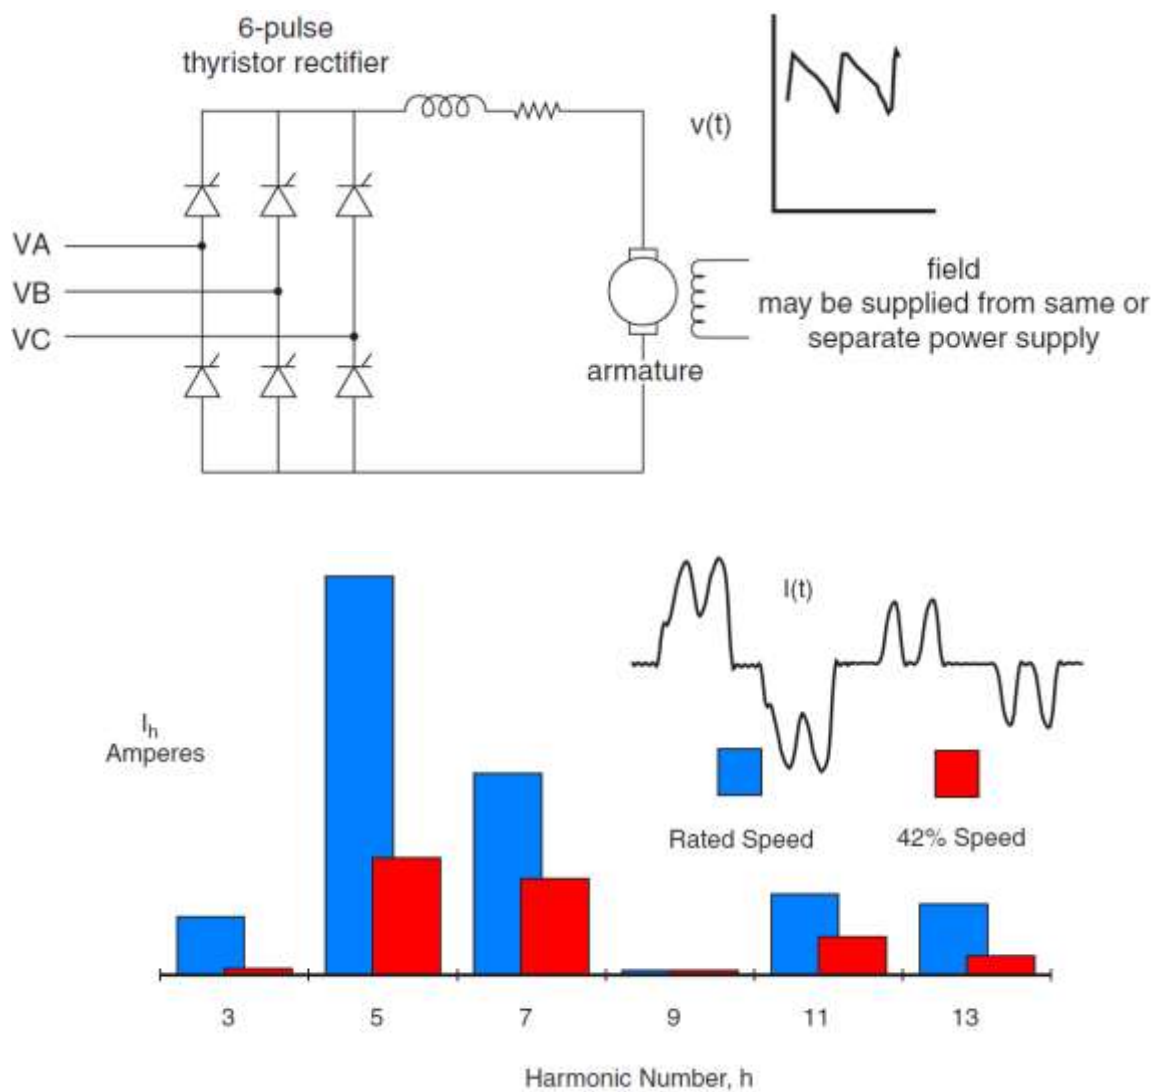 6-pulse
thyristor rectifier
v(t)
VA
VB
VC
field
may be supplied from same or
separate power supply
armature
I(t)
Ih
Amperes
Rated Speed
42% Speed
3
5
7
9
11
13
Harmonic Number, h